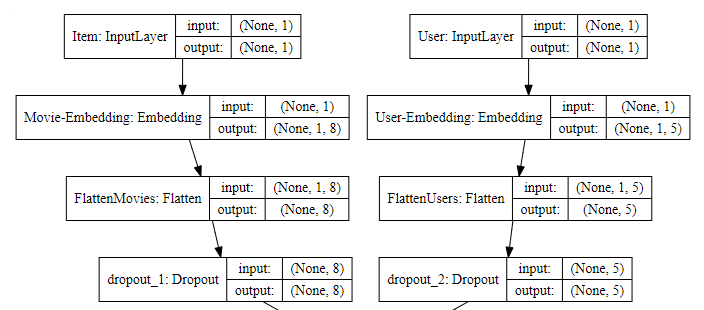 Item: InputLayer
input: (None, 1)
output: (None, 1)
User: InputLayer
input: (None, 1)
output: (None, 1)
Movie-Embedding: Embedding
input: (None, 1)
output: (None, 1, 8)
User-Embedding: Embedding
input: (None, 1)
output: (None, 1, 5)
FlattenMovies: Flatten
input: (None, 1, 8)
output: (None, 8)
FlattenUsers: Flatten
input: (None, 1, 5)
output: (None, 5)
dropout_1: Dropout
input: (None, 8)
output: (None, 8)
dropout_2: Dropout
input: (None, 5)
output: (None, 5)